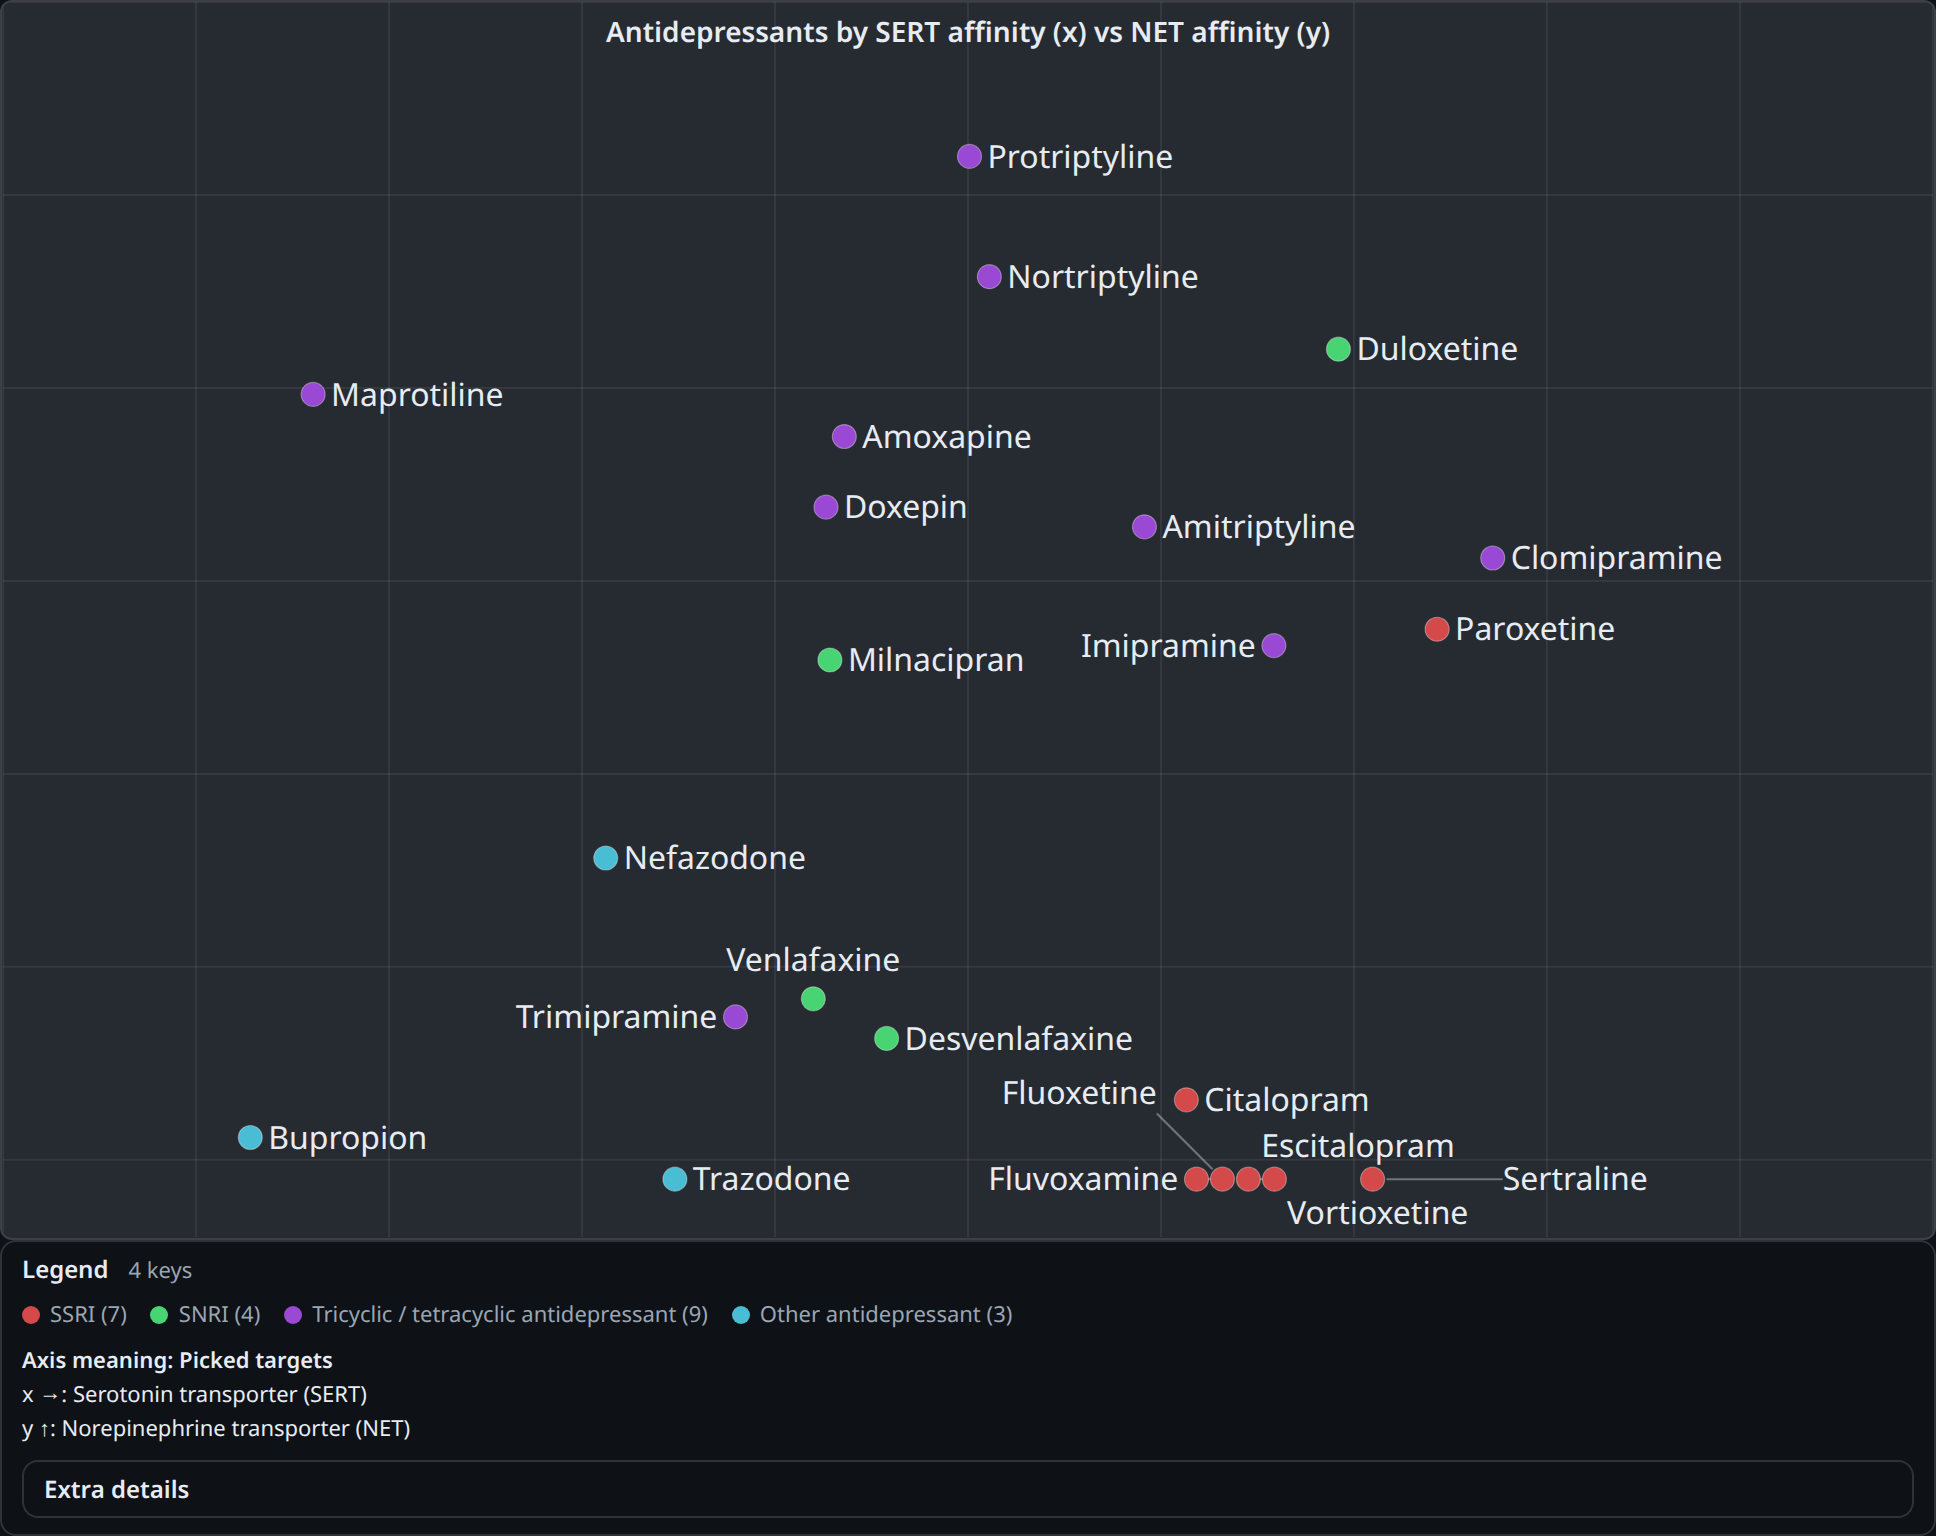 Antidepressants by SERT affinity (x) vs NET affinity (y)
Protriptyline
Nortriptyline
Duloxetine
Maprotiline
Amoxapine
Doxepin
Amitriptyline
Clomipramine
Paroxetine
Imipramine
Milnacipran
Nefazodone
Venlafaxine
Trimipramine
Desvenlafaxine
Fluoxetine
Citalopram
Bupropion
Escitalopram
Trazodone
Fluvoxamine
Sertraline
Vortioxetine
Legend 4 keys
SSRI (7) SNRI (4) Tricyclic / tetracyclic antidepressant (9) Other antidepressant (3)
Axis meaning: Picked targets
x →: Serotonin transporter (SERT)
y ↑: Norepinephrine transporter (NET)
Extra details